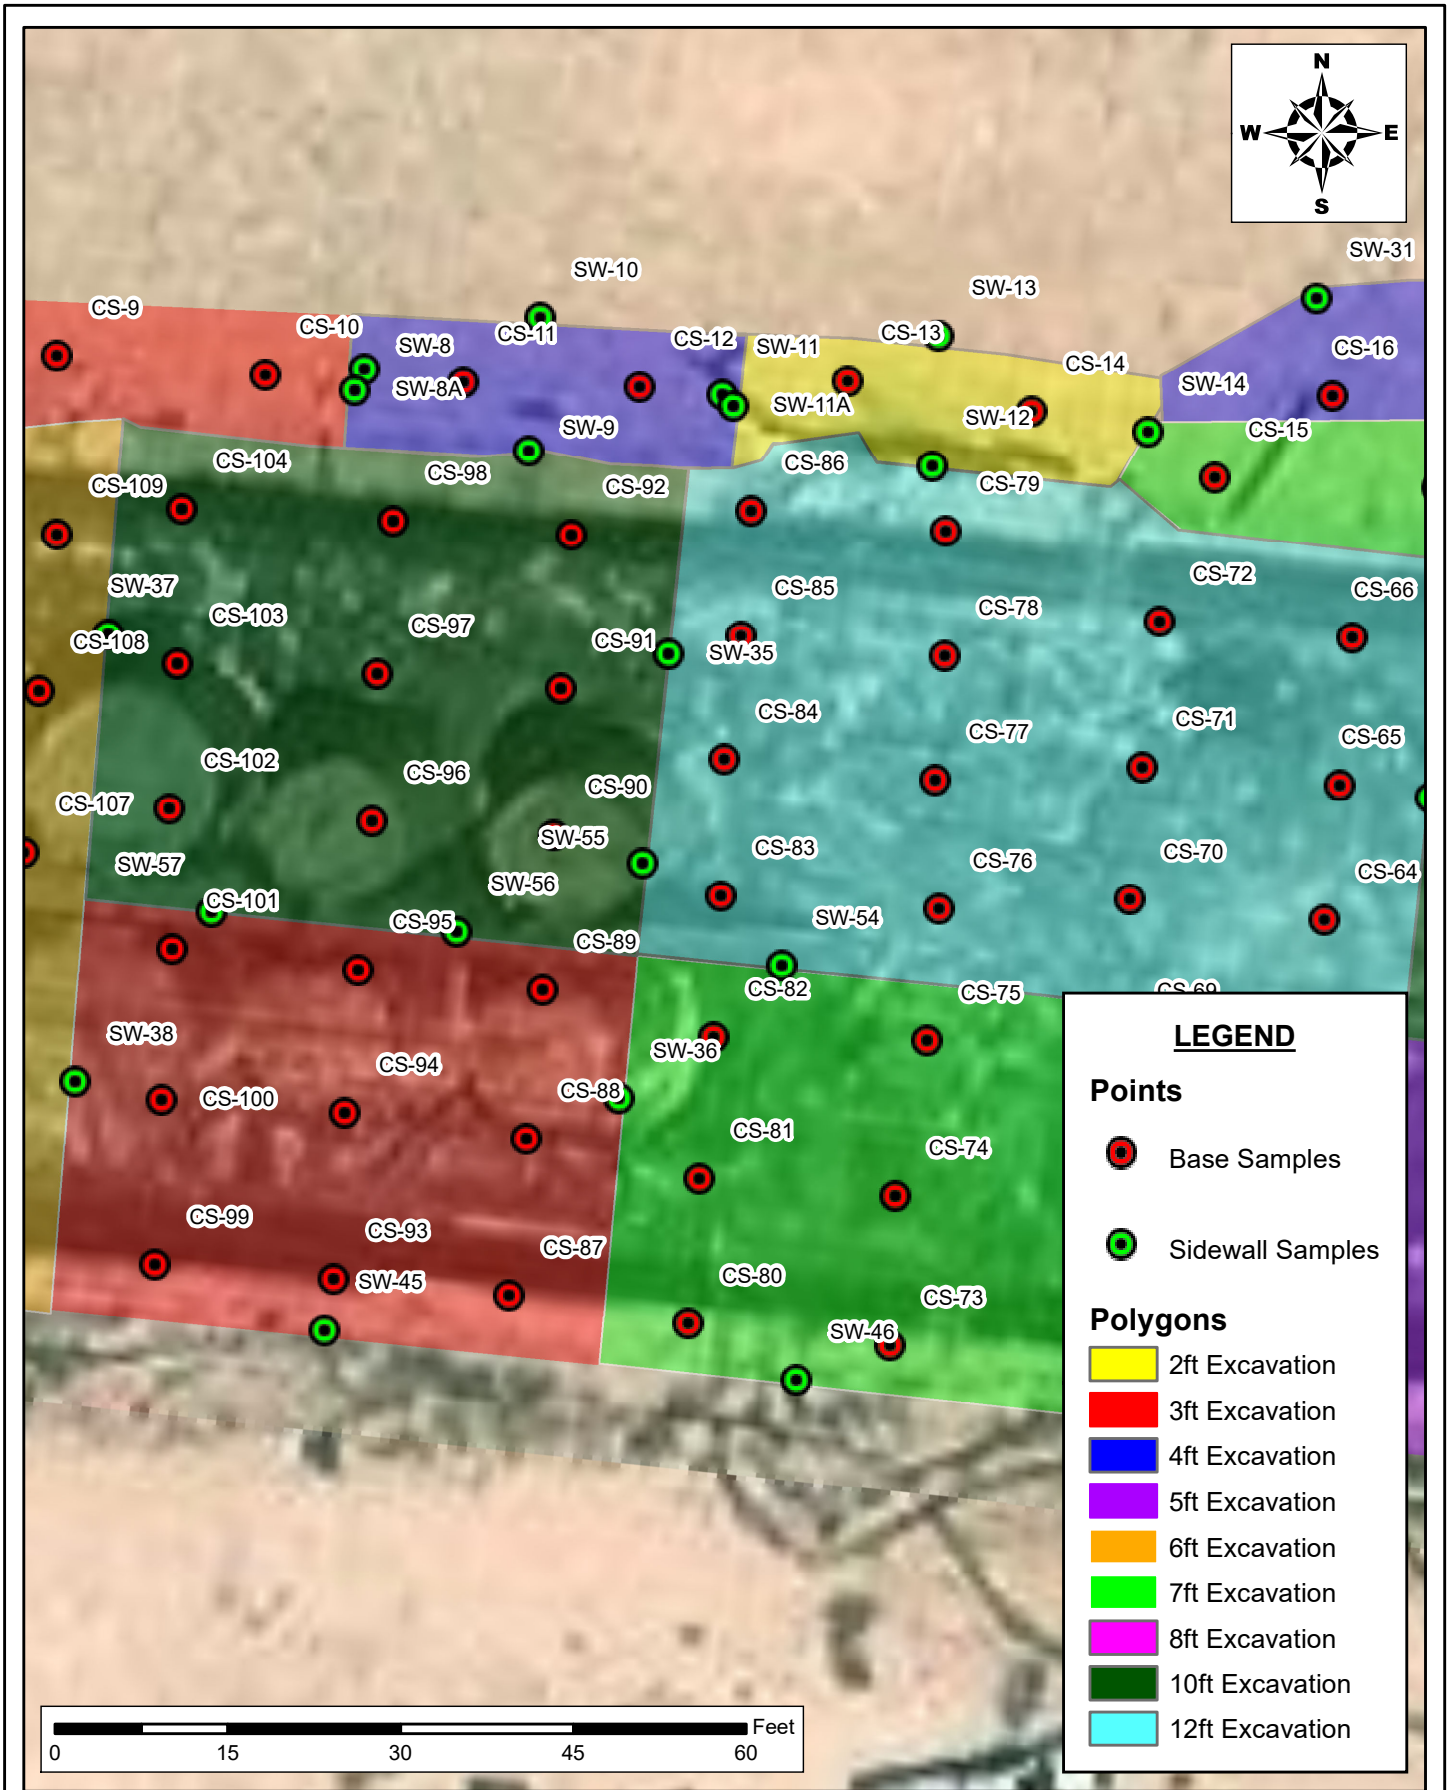 N
W E
S
SW-31
SW-10
SW-13
CS-9
CS-10
CS-11
CS-13
SW-8
CS-12
SW-11
CS-16
CS-14
SW-14
SW-8A
SW-11A
SW-12
SW-9
CS-15
CS-104
CS-98
CS-86
CS-109
CS-92
CS-79
SW-37
CS-85
CS-72
CS-66
CS-103
CS-97
CS-78
CS-108
CS-91
SW-35
CS-84
CS-77
CS-71
CS-65
CS-102
CS-96
CS-90
CS-107
SW-55
CS-83
CS-76
CS-70
SW-57
SW-56
CS-64
CS-101
CS-95
SW-54
CS-89
CS-82
CS-75
CS-69
SW-38
CS-94
SW-36
CS-100
CS-88
CS-81
CS-74
CS-99
CS-93
CS-87
SW-45
CS-80
CS-73
SW-46
LEGEND
Points
Base Samples
Sidewall Samples
Polygons
2ft Excavation
3ft Excavation
4ft Excavation
5ft Excavation
6ft Excavation
7ft Excavation
8ft Excavation
10ft Excavation
12ft Excavation
Feet
0 15 30 45 60